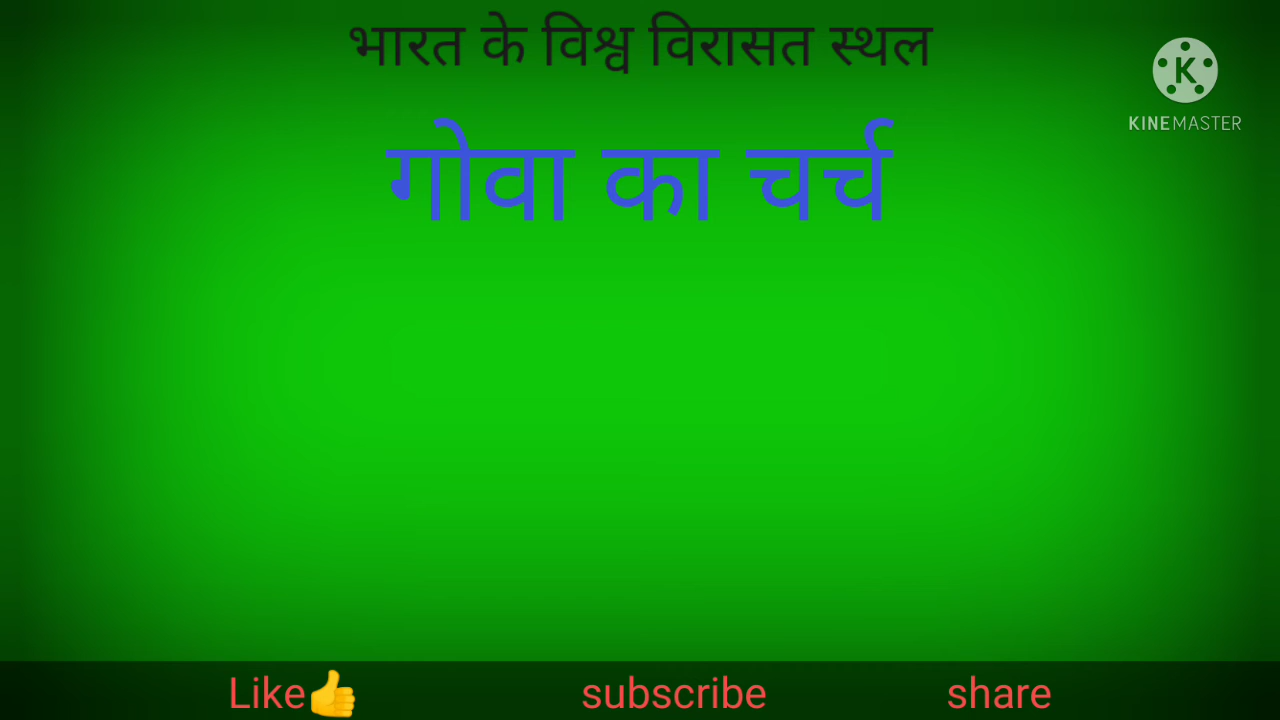 भारत के विश्व विरासत स्थल
K
KINEMASTER
गोवा का चर्च
Like👍 subscribe share